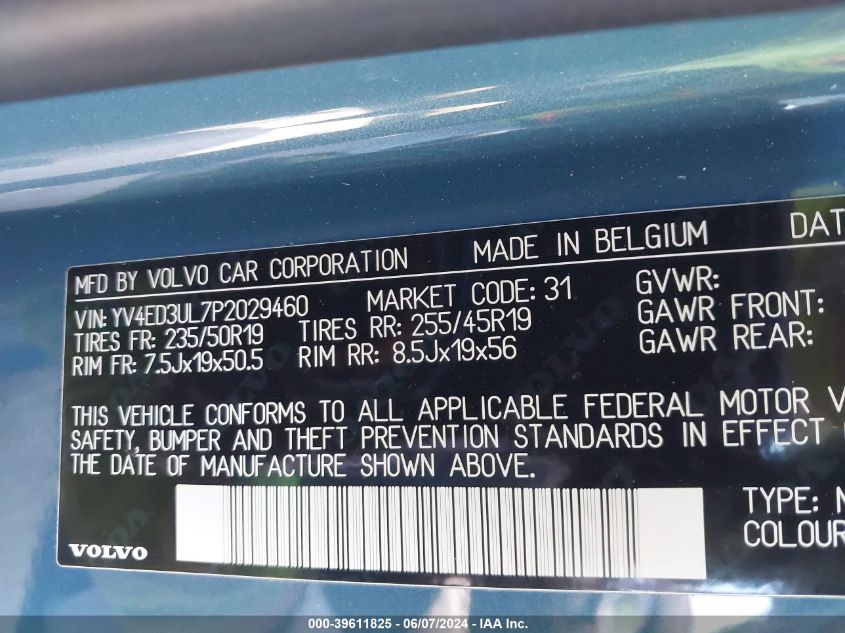 MFD BY VOLVO CAR CORPORATION MADE IN BELGIUM DAT
VIN: YV4ED3UL7P2029460 MARKET CODE: 31 GVWR:
TIRES FR: 235/50R19 TIRES RR: 255/45R19 GAWR FRONT:
RIM FR: 7.5Jx19x50.5 RIM RR: 8.5Jx19x56 GAWR REAR:
THIS VEHICLE CONFORMS TO ALL APPLICABLE FEDERAL MOTOR V
SAFETY, BUMPER AND THEFT PREVENTION STANDARDS IN EFFECT
THE DATE OF MANUFACTURE SHOWN ABOVE.
TYPE:
VOLVO COLOUR
000-39611825 - 06/07/2024 - IAA Inc.